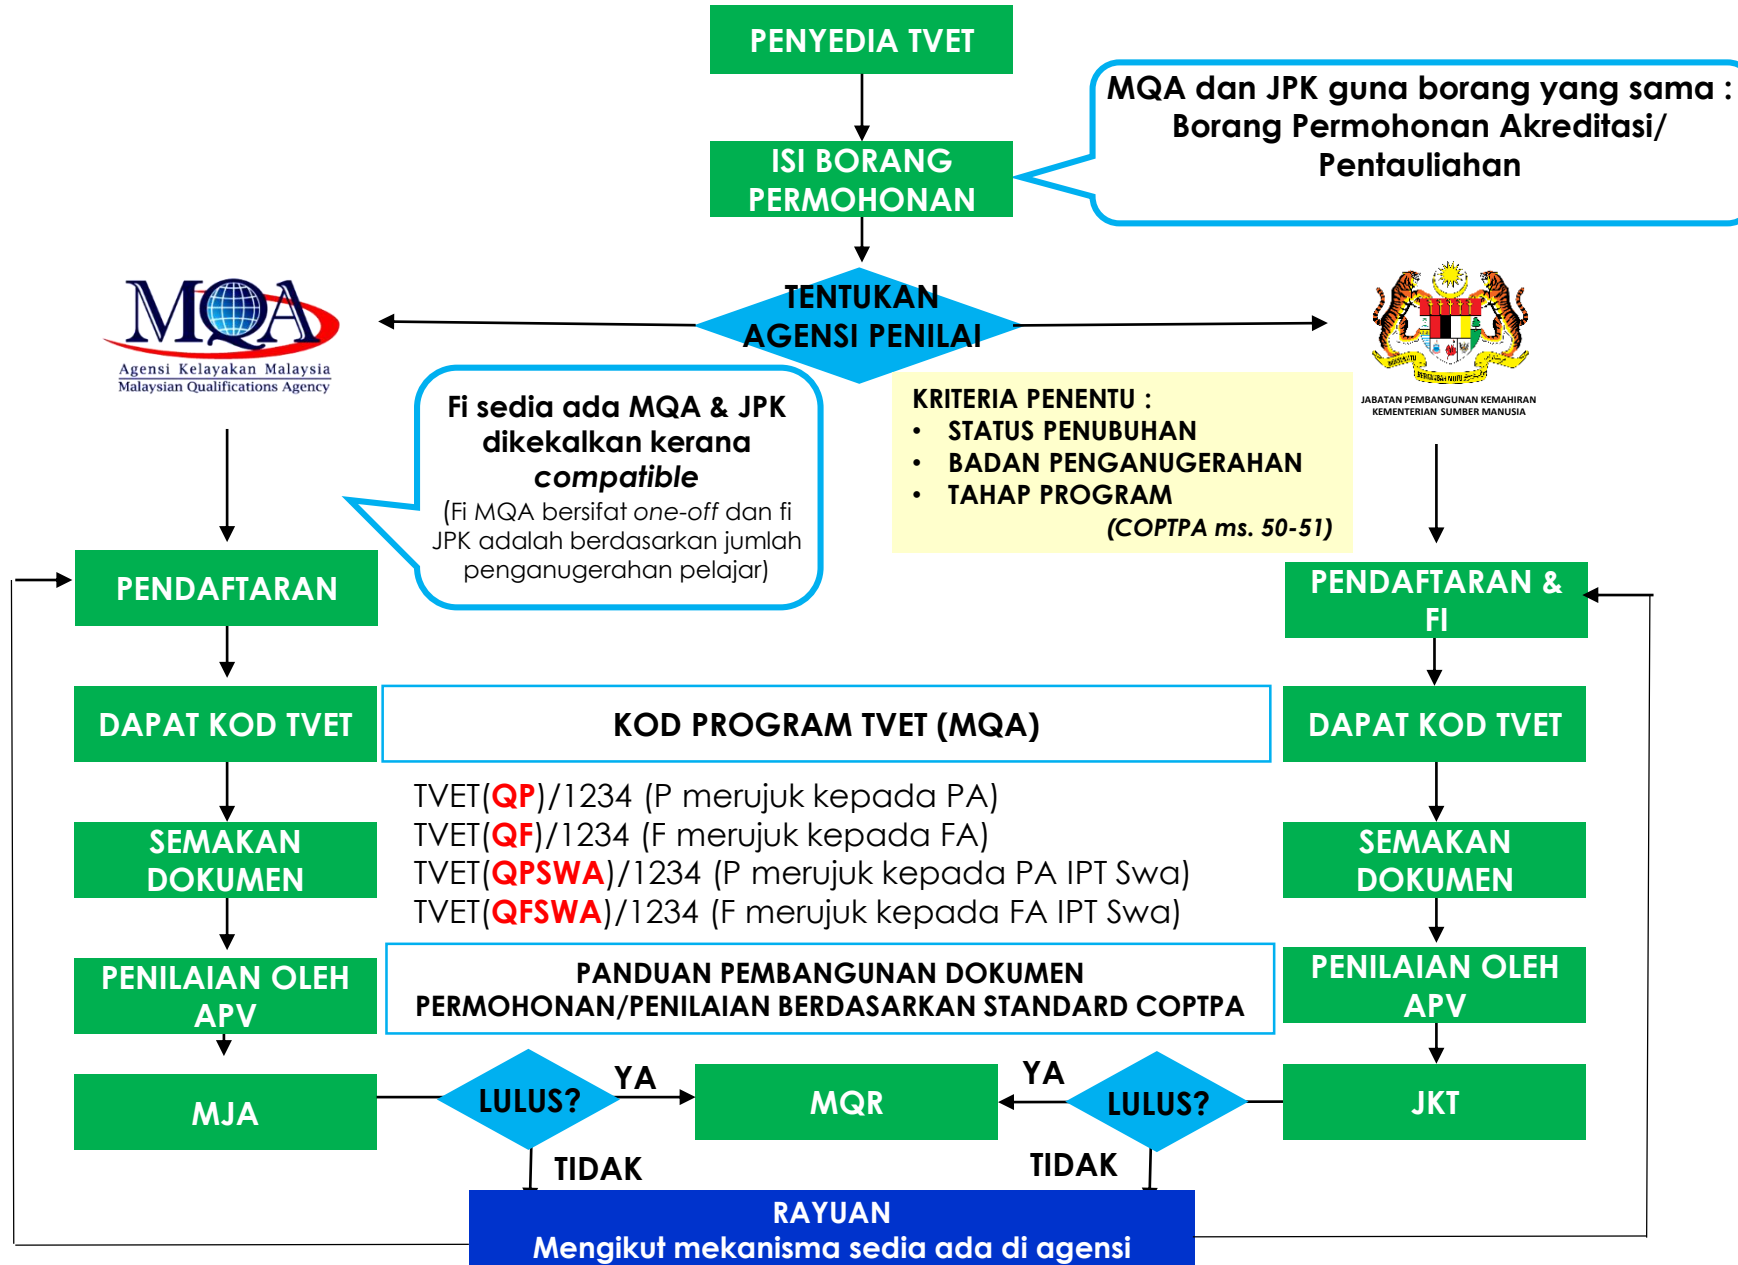 PENYEDIA TVET
MQA dan JPK guna borang yang sama :
Borang Permohonan Akreditasi/
Pentauliahan
ISI BORANG
PERMOHONAN
TENTUKAN
AGENSI PENILAI
MQA
Agensi Kelayakan Malaysia
Malaysian Qualifications Agency
JABATAN PEMBANGUNAN KEMAHIRAN
KEMENTERIAN SUMBER MANUSIA
Fi sedia ada MQA & JPK
dikekalkan kerana
compatible
(Fi MQA bersifat one-off dan fi
JPK adalah berdasarkan jumlah
penganugerahan pelajar)
KRITERIA PENENTU :
• STATUS PENUBUHAN
• BADAN PENGANUGERAHAN
• TAHAP PROGRAM
(COPTPA ms. 50-51)
PENDAFTARAN
PENDAFTARAN &
FI
DAPAT KOD TVET
KOD PROGRAM TVET (MQA)
DAPAT KOD TVET
TVET(QP)/1234 (P merujuk kepada PA)
TVET(QF)/1234 (F merujuk kepada FA)
TVET(QPSWA)/1234 (P merujuk kepada PA IPT Swa)
TVET(QFSWA)/1234 (F merujuk kepada FA IPT Swa)
SEMAKAN
DOKUMEN
SEMAKAN
DOKUMEN
PENILAIAN OLEH
APV
PANDUAN PEMBANGUNAN DOKUMEN
PERMOHONAN/PENILAIAN BERDASARKAN STANDARD COPTPA
PENILAIAN OLEH
APV
MJA
LULUS?
YA
MQR
YA
LULUS?
JKT
TIDAK
TIDAK
RAYUAN
Mengikut mekanisma sedia ada di agensi